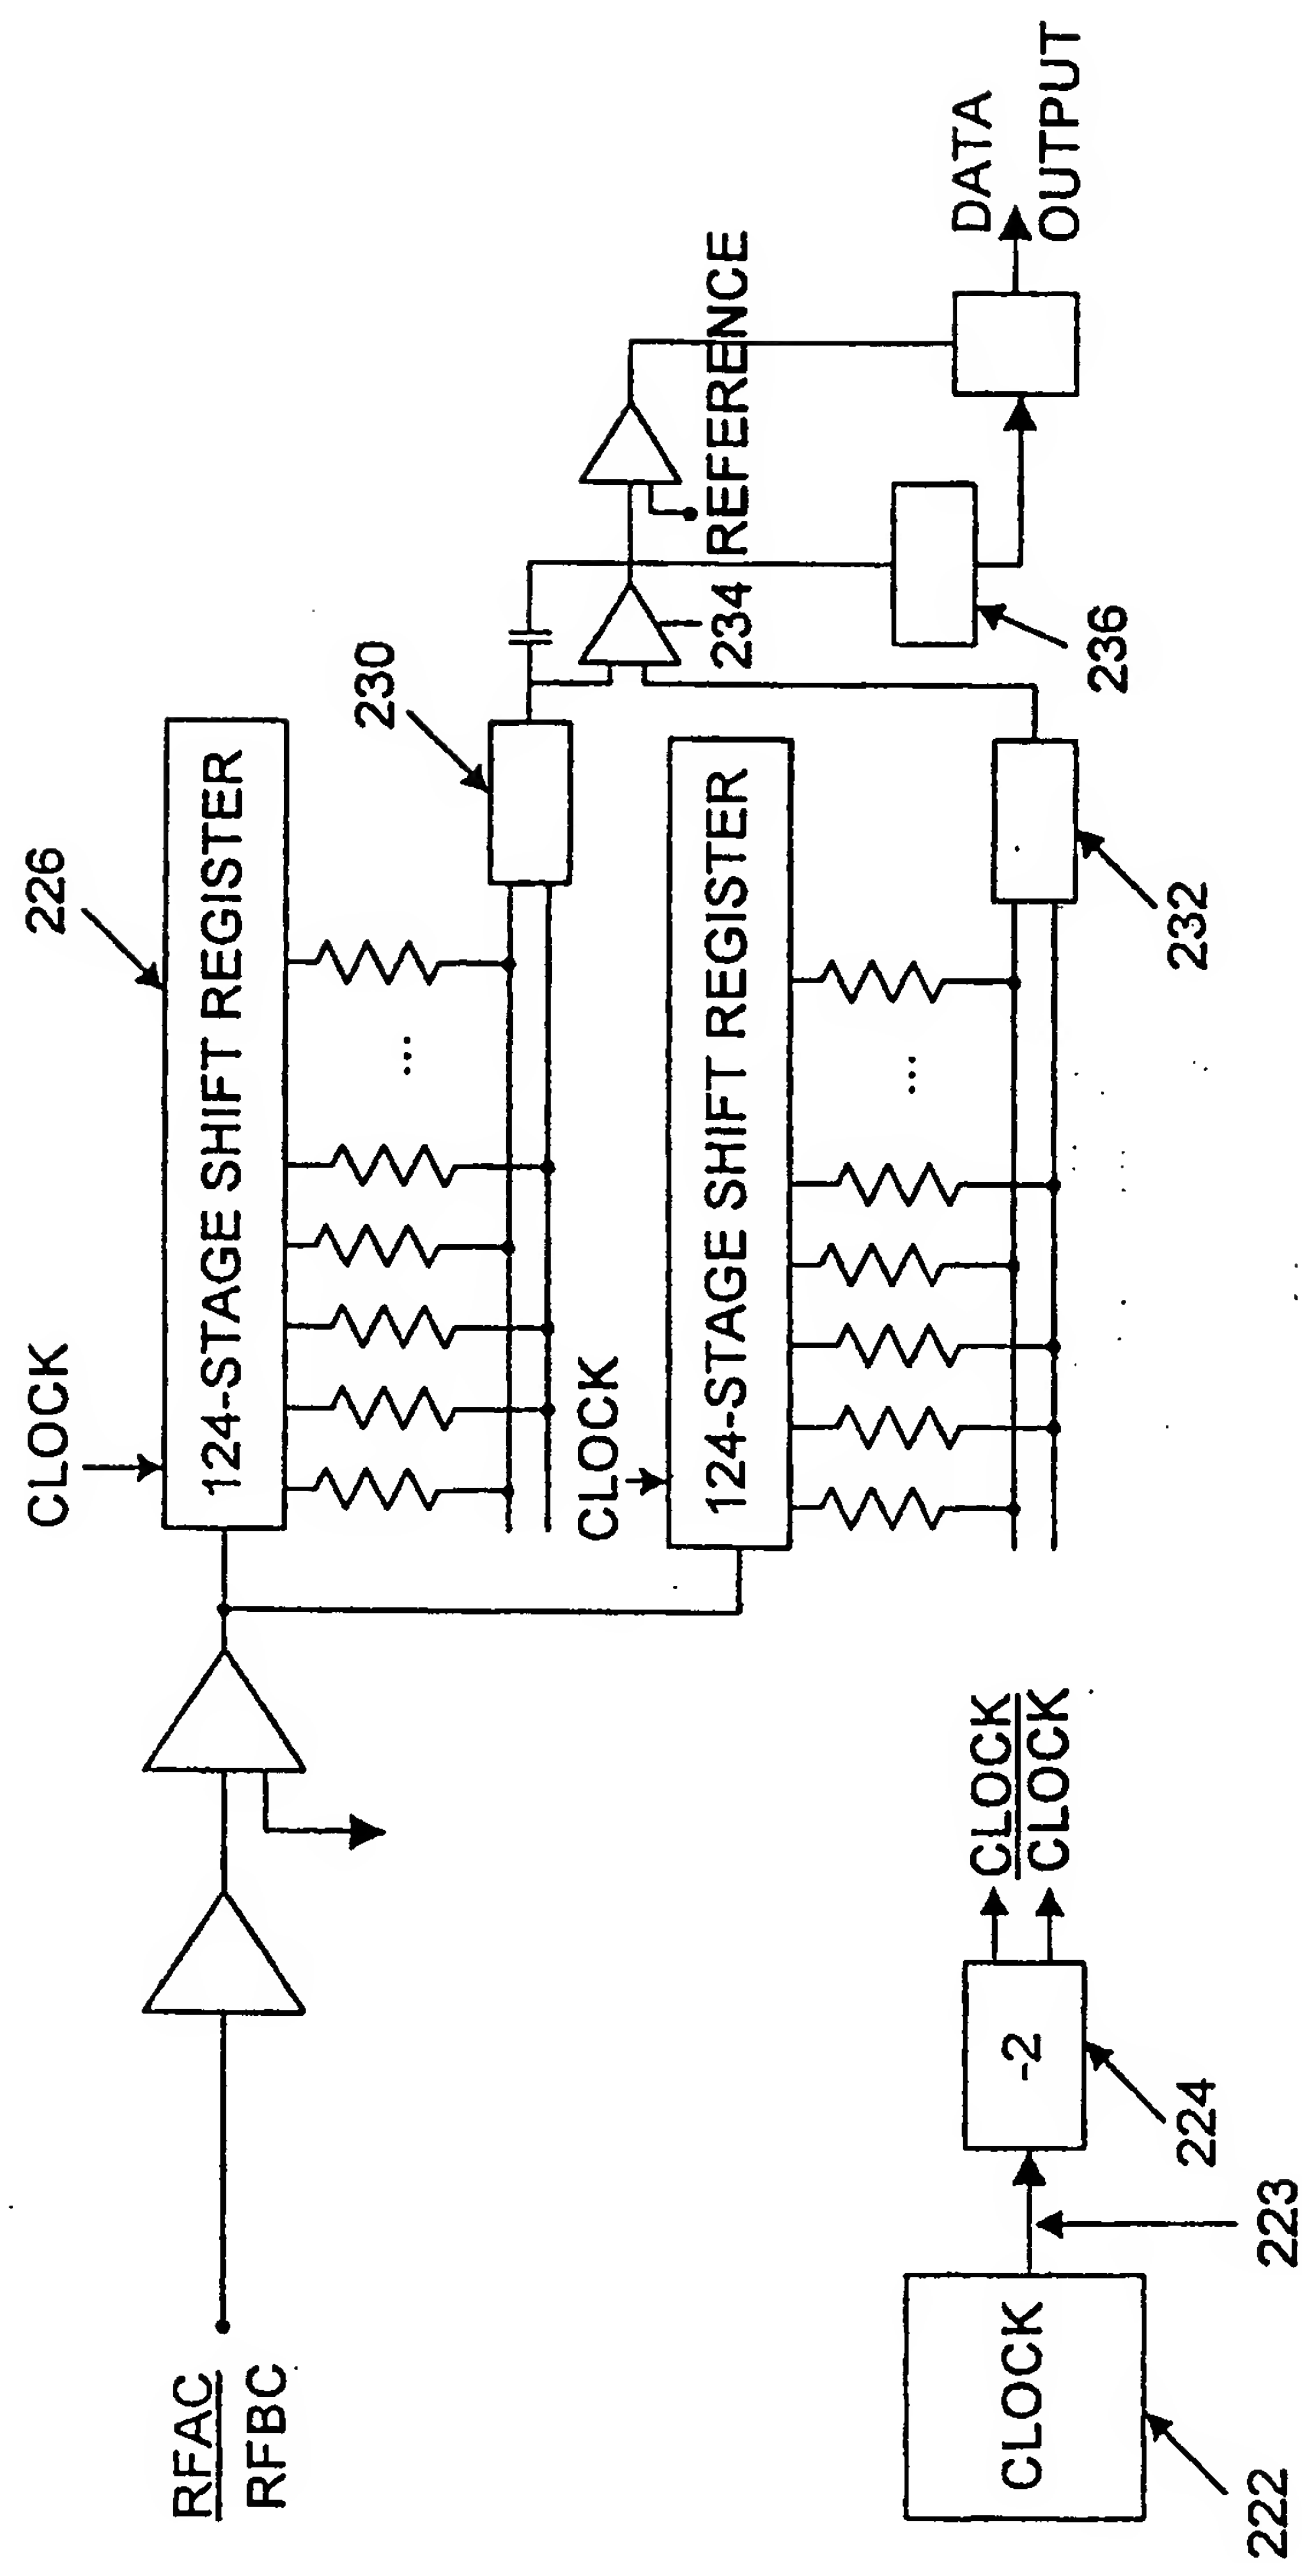 RFAC
RFBC
CLOCK
226
124-STAGE SHIFT REGISTER
...
230
CLOCK
124-STAGE SHIFT REGISTER
...
232
234
REFERENCE
236
DATA
OUTPUT
CLOCK
222
223
-2
224
CLOCK
CLOCK